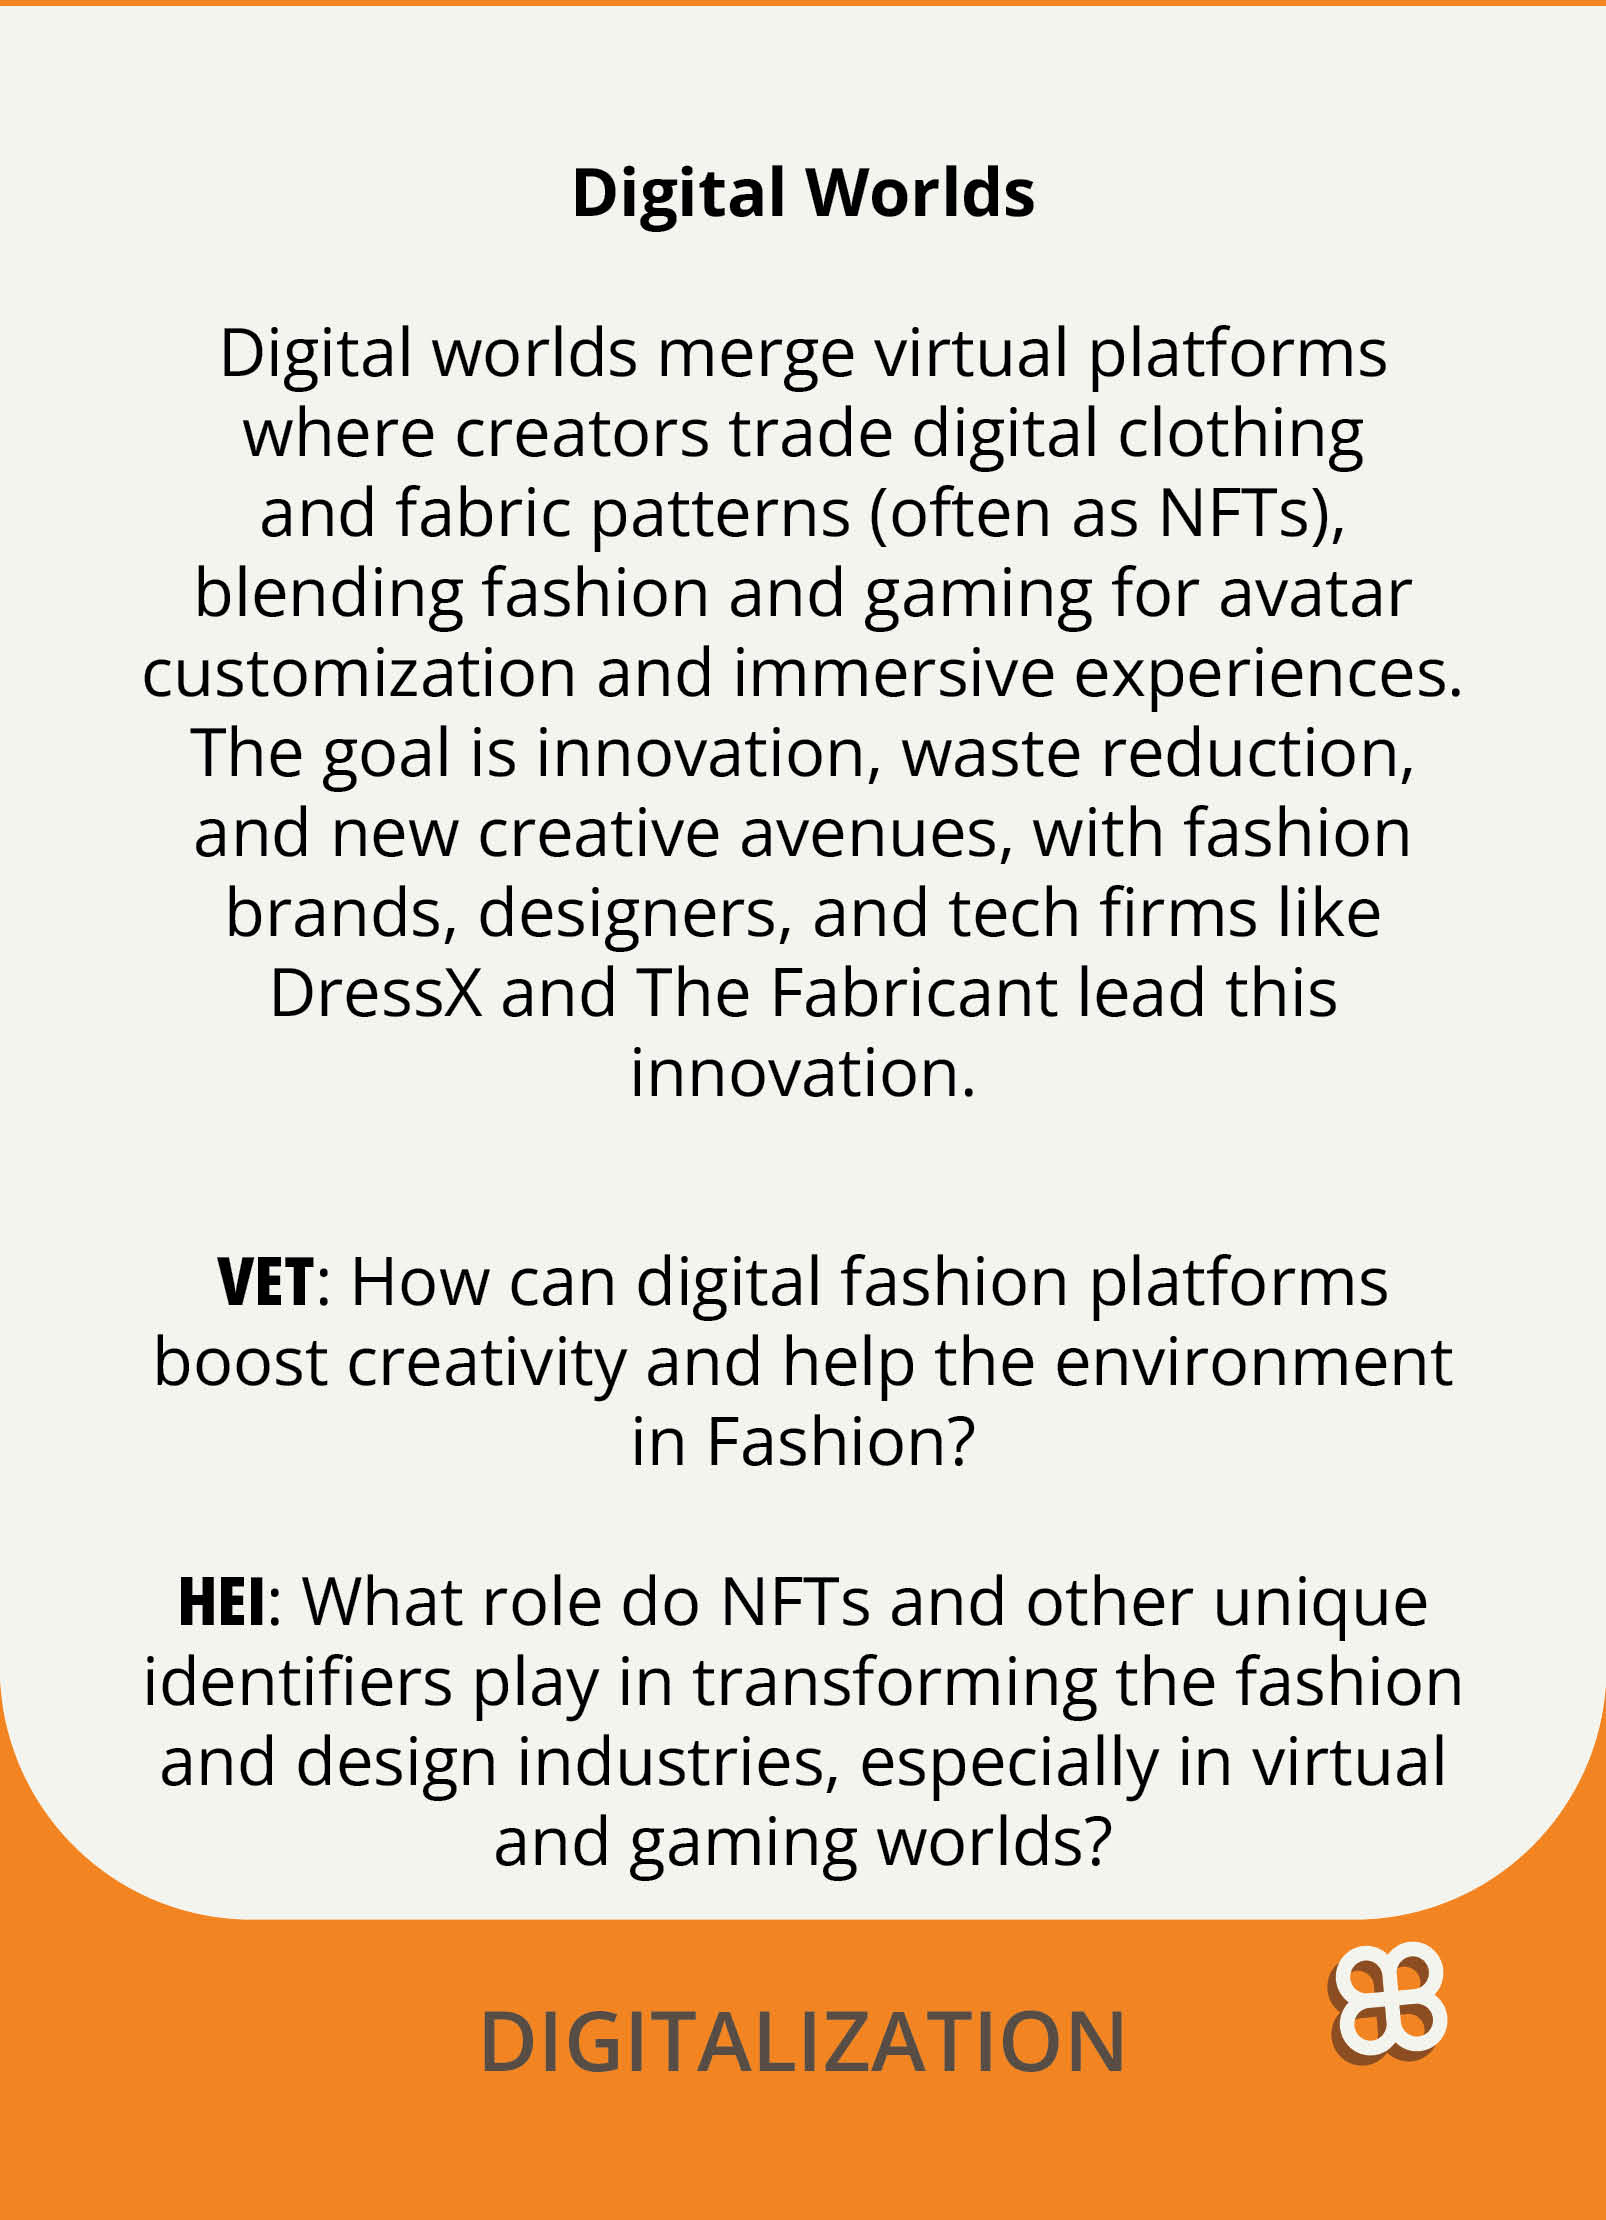 Digital Worlds
Digital worlds merge virtual platforms
where creators trade digital clothing
and fabric patterns (often as NFTs),
blending fashion and gaming for avatar
customization and immersive experiences.
The goal is innovation, waste reduction,
and new creative avenues, with fashion
brands, designers, and tech firms like
DressX and The Fabricant lead this
innovation.
VET: How can digital fashion platforms
boost creativity and help the environment
in Fashion?
HEI: What role do NFTs and other unique
identifiers play in transforming the fashion
and design industries, especially in virtual
and gaming worlds?
DIGITALIZATION